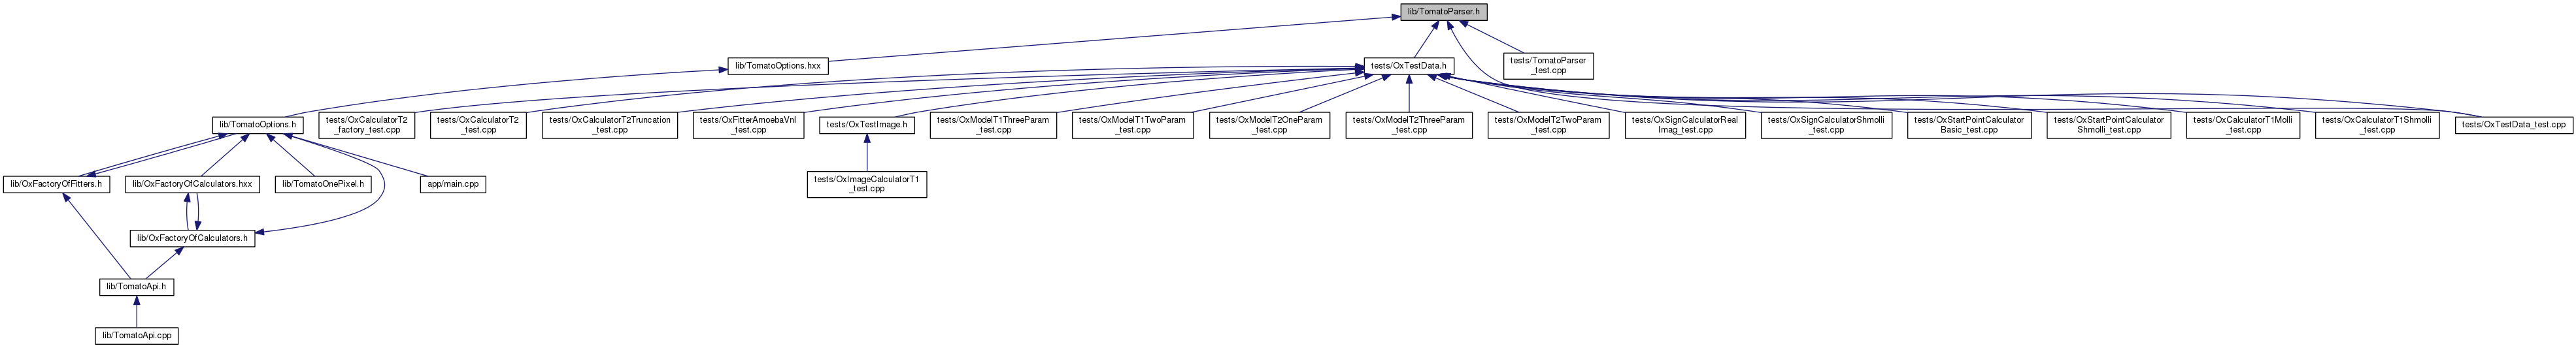 lib/TomatoParser.h
tests/TomatoParser
_test.cpp
lib/TomatoOptions.hxx
tests/OxTestData.h
lib/TomatoOptions.h
tests/OxCalculatorT2
_factory_test.cpp
tests/OxCalculatorT2
_test.cpp
tests/OxCalculatorT2Truncation
_test.cpp
tests/OxFitterAmoebaVnl
_test.cpp
tests/OxTestImage.h
tests/OxModelT1ThreeParam
_test.cpp
tests/OxModelT1TwoParam
_test.cpp
tests/OxModelT2OneParam
_test.cpp
tests/OxModelT2ThreeParam
_test.cpp
tests/OxModelT2TwoParam
_test.cpp
tests/OxSignCalculatorReal
Imag_test.cpp
tests/OxSignCalculatorShmolli
_test.cpp
tests/OxStartPointCalculator
Basic_test.cpp
tests/OxStartPointCalculator
Shmolli_test.cpp
tests/OxCalculatorT1Molli
_test.cpp
tests/OxCalculatorT1Shmolli
_test.cpp
tests/OxTestData_test.cpp
lib/OxFactoryOfFitters.h
lib/OxFactoryOfCalculators.hxx
lib/TomatoOnePixel.h
app/main.cpp
tests/OxImageCalculatorT1
_test.cpp
lib/OxFactoryOfCalculators.h
lib/TomatoApi.h
lib/TomatoApi.cpp